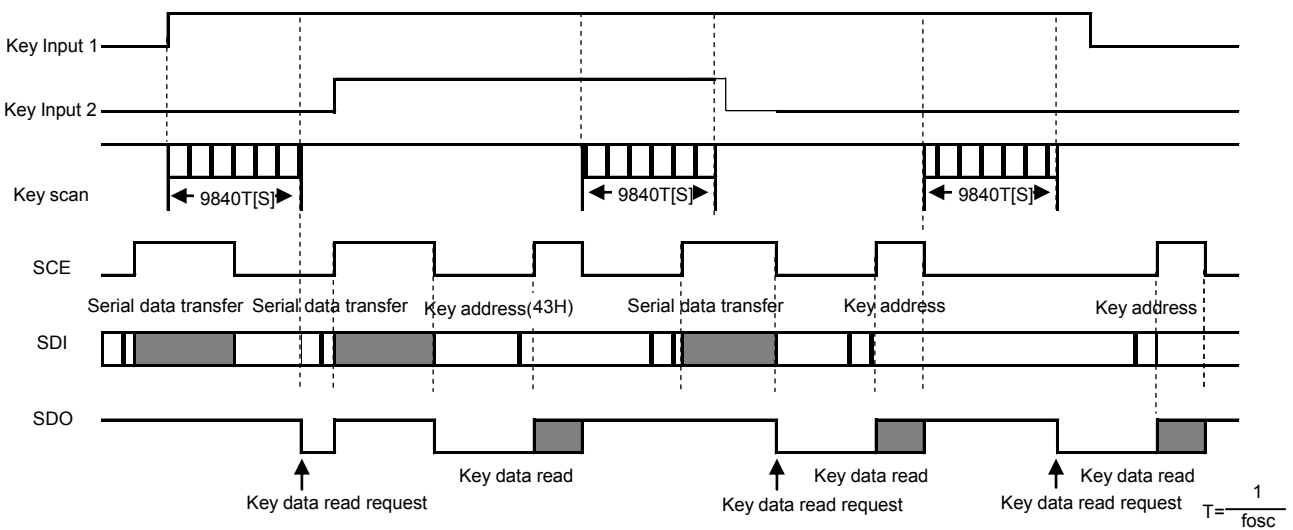 Key Input 1
Key Input 2
Key scan
9840T[S] 9840T[S] 9840T[S]
SCE
Serial data transfer Serial data transfer Key address(43H) Serial data transfer Key address Key address
SDI
SDO
Key data read Key data read Key data read
Key data read request Key data read request Key data read request
T=1/fosc